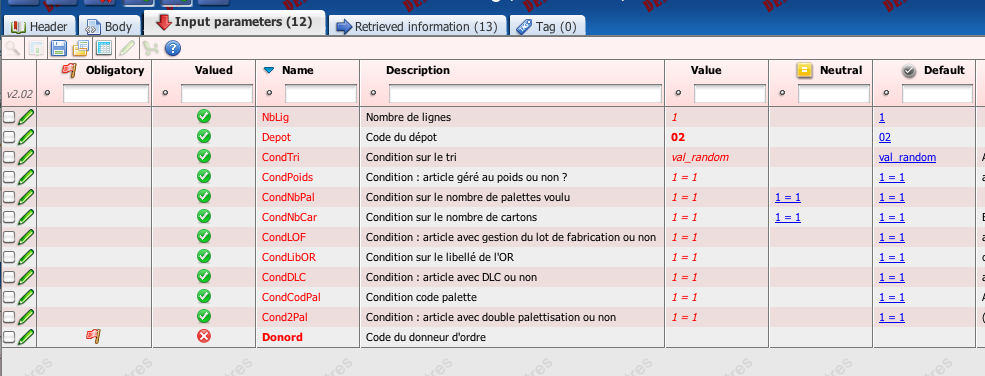 Header Body Input parameters (12) Retrieved information (13) Tag (0)
Obligatory Valued Name Description Value Neutral Default
v2.02
NbLig Nombre de lignes 1 1
Depot Code du dépôt 02 02
CondTri Condition sur le tri val_random val_random
CondPoids Condition : article géré au poids ou non ? 1 = 1 1 = 1
CondNbPal Condition sur le nombre de palettes voulu 1 = 1 1 = 1 1 = 1
CondNbCar Condition sur le nombre de cartons 1 = 1 1 = 1 1 = 1
CondLOF Condition : article avec gestion du lot de fabrication ou non 1 = 1 1 = 1
CondLibOR Condition sur le libellé de l'OR 1 = 1 1 = 1
CondDLC Condition : article avec DLC ou non 1 = 1 1 = 1
CondCodPal Condition code palette 1 = 1 1 = 1
Cond2Pal Condition : article avec double palettisation ou non 1 = 1 1 = 1
Donord Code du donneur d'ordre